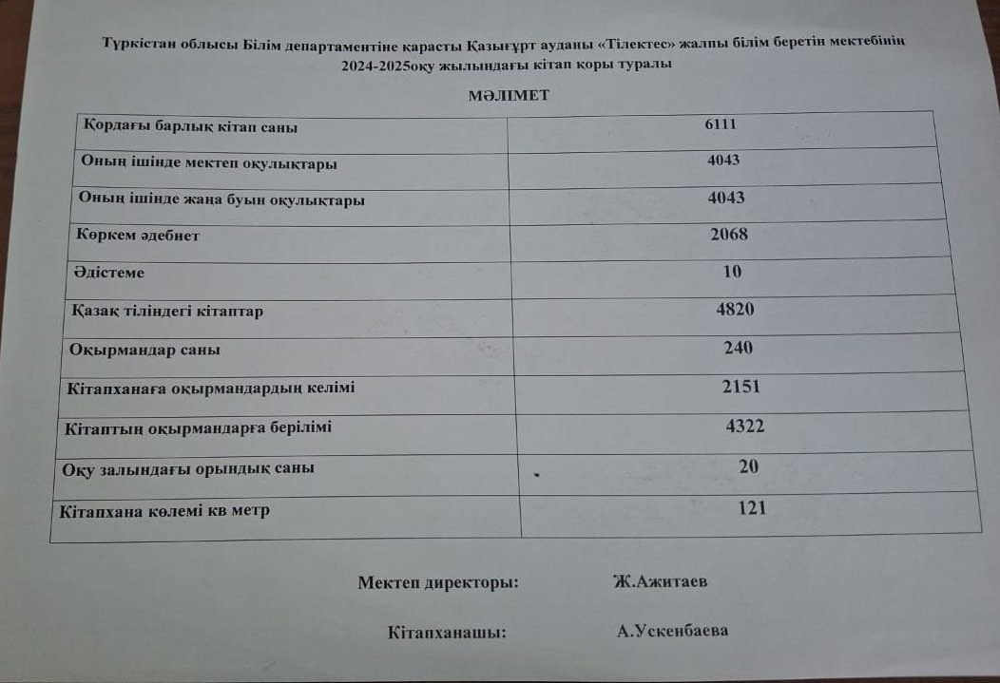 Түркістан облысы Білім департаментіне қарасты Қазығұрт ауданы «Тілектес» жалпы білім беретін мектебінің
2024-2025оқу жылындағы кітап қоры туралы
МӘЛІМЕТ
Қордағы барлық кітап саны 6111
Оның ішінде мектеп оқулықтары 4043
Оның ішінде жаңа буын оқулықтары 4043
Көркем әдебиет 2068
Әдістеме 10
Қазақ тіліндегі кітаптар 4820
Оқырмандар саны 240
Кітапханаға оқырмандардың келімі 2151
Кітаптың оқырмандарға берілімі 4322
Оқу залындағы орындық саны 20
Кітапхана көлемі кв метр 121
Мектеп директоры: Ж.Ажитаев
Кітапханашы: А.Ускенбаева